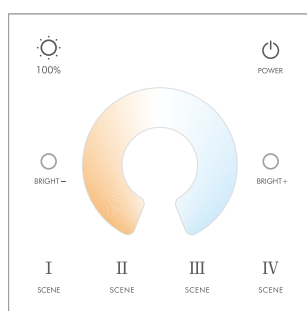 100%
POWER
BRIGHT–
BRIGHT+
I II III IV
SCENE SCENE SCENE SCENE